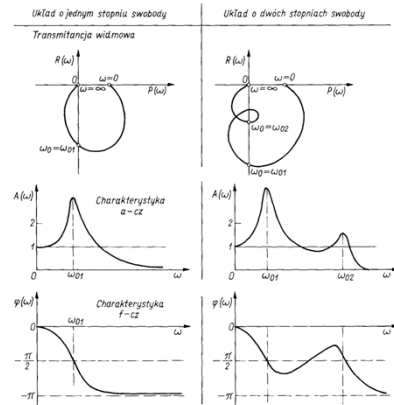 Układ o jednym stopniu swobody
Układ o dwóch stopniach swobody
Transmitancja widmowa
R(ω)
0
ω=0
ω=∞
P(ω)
ω₀=ω₀₁
R(ω)
0
ω=0
ω=∞
P(ω)
ω₀=ω₀₂
ω₀=ω₀₁
A(ω)
Charakterystyka
a-cz
2
1
0
ω₀₁
ω
A(ω)
2
1
0
ω₀₁
ω₀₂
ω
φ(ω)
Charakterystyka
f-cz
ω₀₁
ω
0
-π/2
-π
φ(ω)
ω
0
π/2
-π